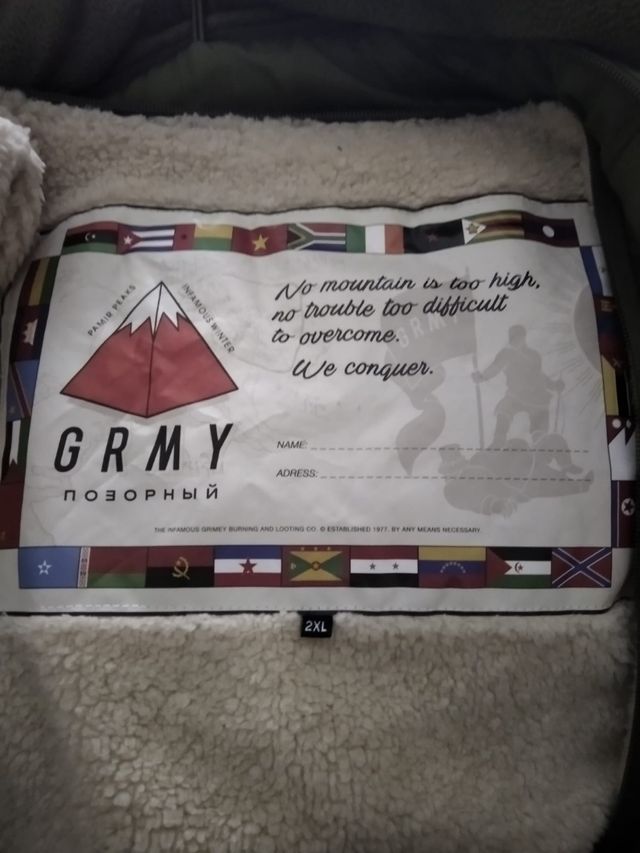 PAMIR PEAKS
INFAMOUS WINTER
GRMY
ПОЗОРНЫЙ
No mountain is too high,
no trouble too difficult
to overcome.
We conquer.
NAME:
ADRESS:
THE INFAMOUS GRIMEY BURNING AND LOOTING CO. © ESTABLISHED 1977. BY ANY MEANS NECESSARY.
GRMY
2XL